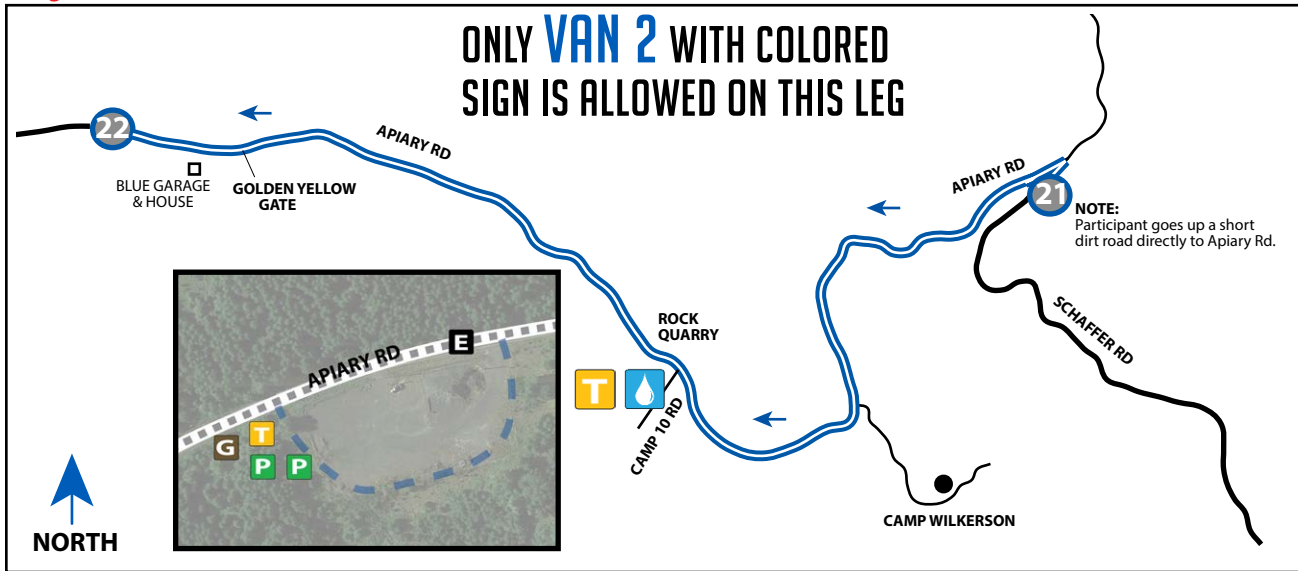 ONLY VAN 2 WITH COLORED
SIGN IS ALLOWED ON THIS LEG
22
APIARY RD
BLUE GARAGE
& HOUSE
GOLDEN YELLOW
GATE
APIARY RD
21
NOTE:
Participant goes up a short
dirt road directly to Apiary Rd.
SCHAFFER RD
ROCK
QUARRY
T
CAMP 10 RD
CAMP WILKERSON
APIARY RD
E
G
T
P P
NORTH